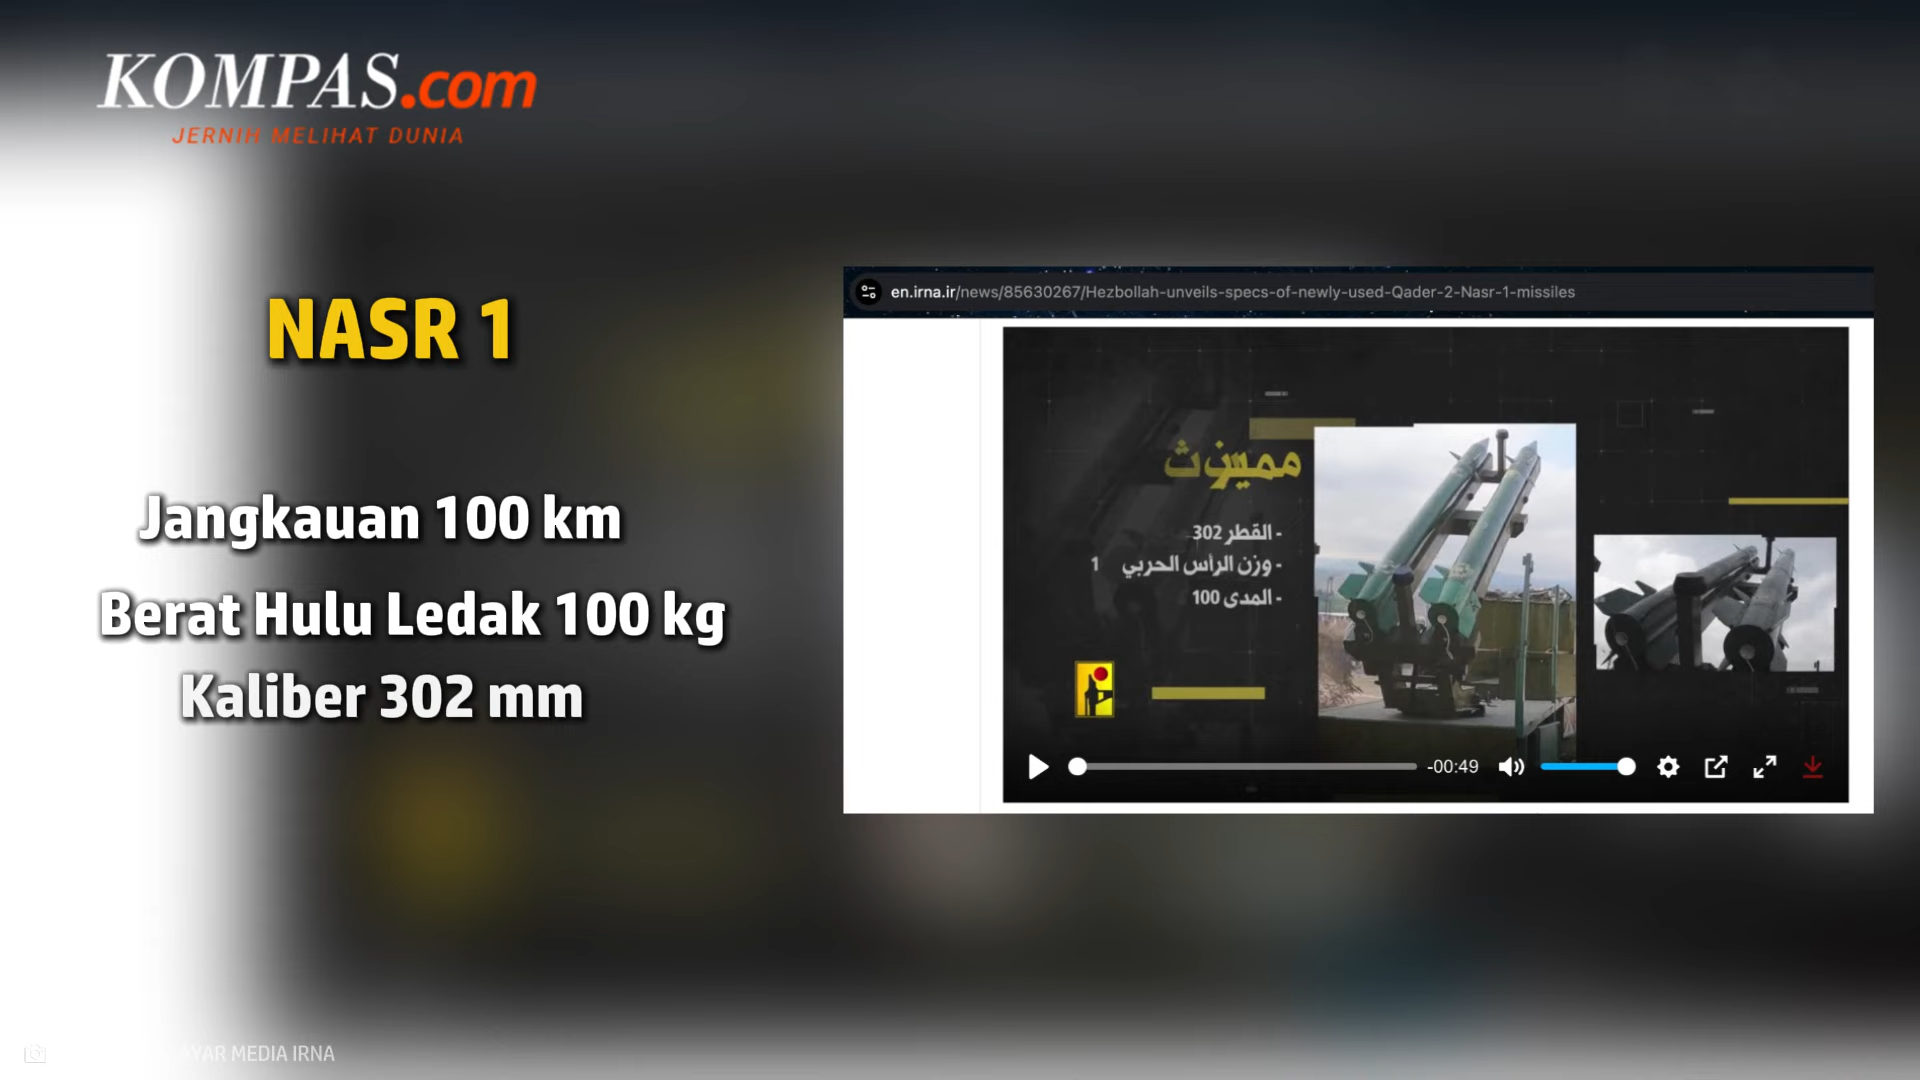 KOMPAS.com
JERNIH MELIHAT DUNIA
NASR 1
Jangkauan 100 km
Berat Hulu Ledak 100 kg
Kaliber 302 mm
en.irna.ir/news/85630267/Hezbollah-unveils-specs-of-newly-used-Qader-2-Nasr-1-missiles
- القطر 302
- وزن الرأس الحربي 1
- المدى 100
-00:49
AYAR MEDIA IRNA